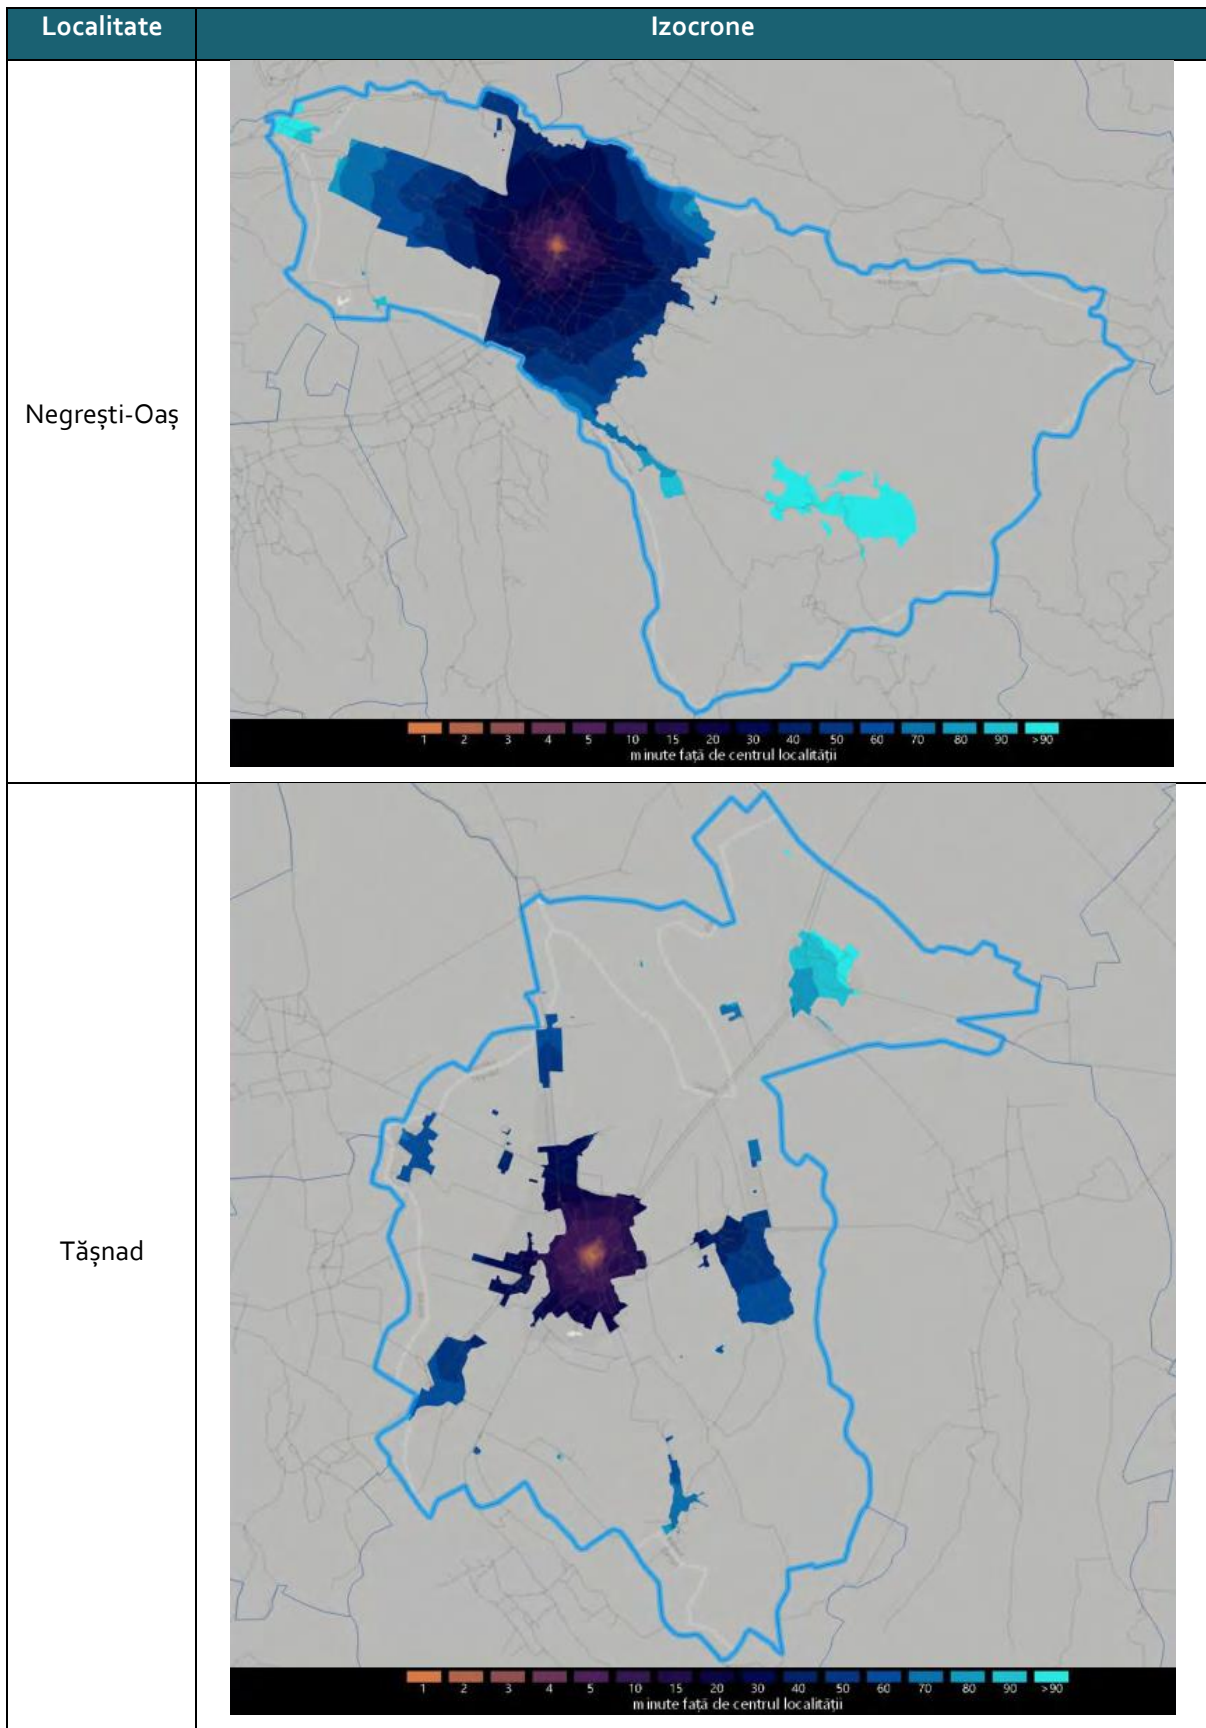 Localitate Izocrone
Negrești-Oaș
1 2 3 4 5 10 15 20 30 40 50 60 70 80 90 >90
minute față de centrul localității
Tășnad
1 2 3 4 5 10 15 20 30 40 50 60 70 80 90 >90
minute față de centrul localității